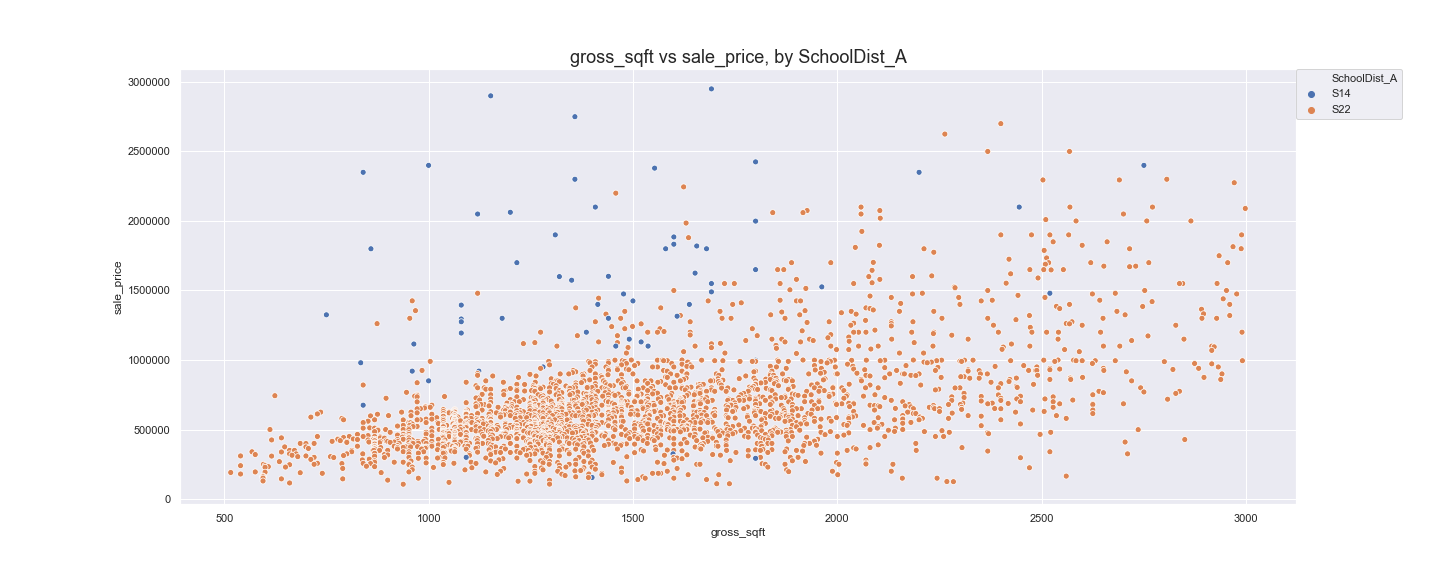 gross_sqft vs sale_price, by SchoolDist_A
SchoolDist_A
S14
S22
3000000
2500000
2000000
1500000
1000000
500000
0
sale_price
500
1000
1500
2000
2500
3000
gross_sqft